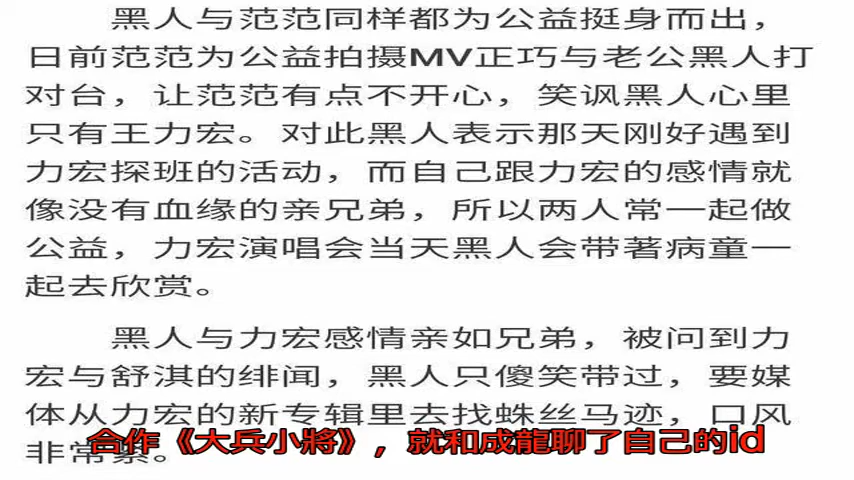 黑人与范范同样都为公益挺身而出，
日前范范为公益拍摄MV正巧与老公黑人打
对台，让范范有点不开心，笑讽黑人心里
只有王力宏。对此黑人表示那天刚好遇到
力宏探班的活动，而自己跟力宏的感情就
像没有血缘的亲兄弟，所以两人常一起做
公益，力宏演唱会当天黑人会带著病童一
起去欣赏。
黑人与力宏感情亲如兄弟，被问到力
宏与舒淇的绯闻，黑人只傻笑带过，要媒
体从力宏的新专辑里去找蛛丝马迹，口风
非常紧。
合作《大兵小將》，就和成龍聊了自己的id